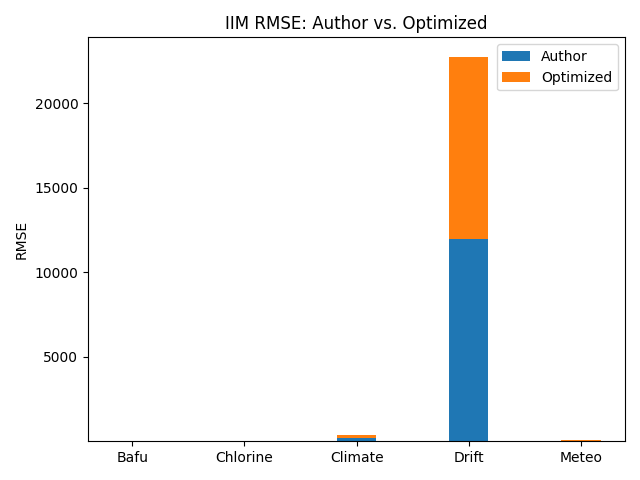 IIM RMSE: Author vs. Optimized
Author
Optimized
RMSE
20000
15000
10000
5000
Bafu
Chlorine
Climate
Drift
Meteo